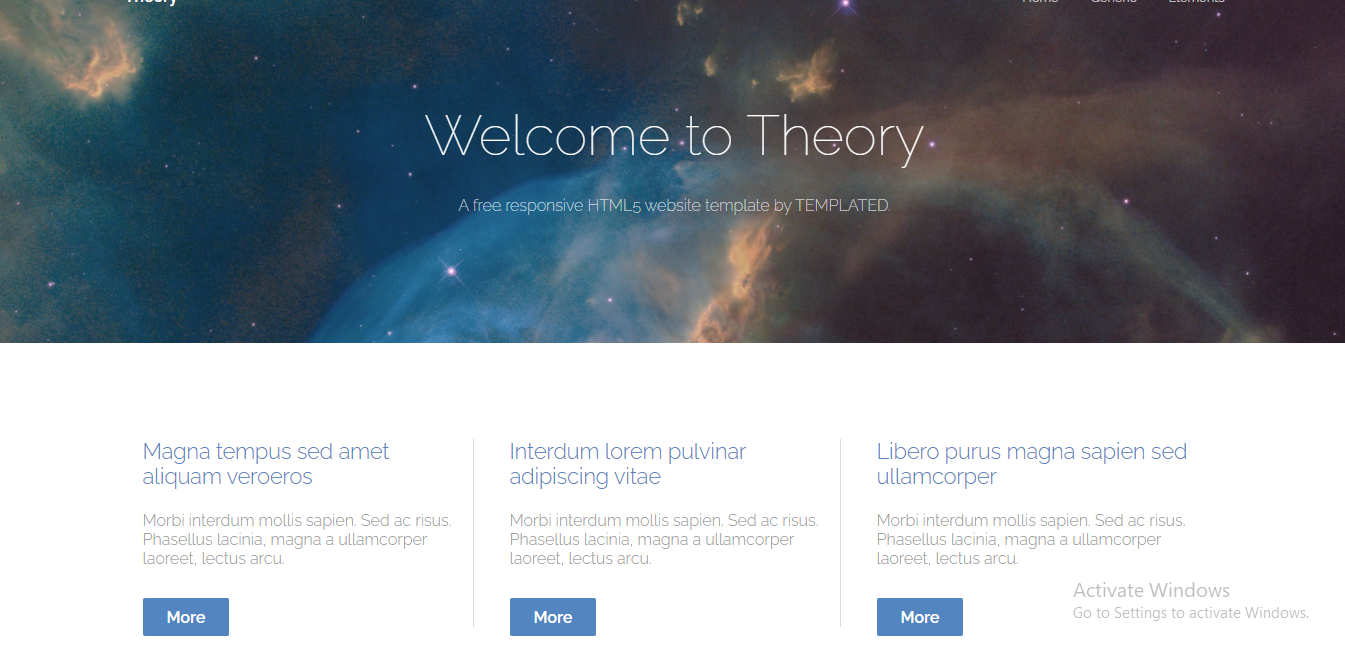 Theory
Home Generic Elements
Welcome to Theory
A free responsive HTML5 website template by TEMPLATED.
Magna tempus sed amet
aliquam veroeros
Morbi interdum mollis sapien. Sed ac risus.
Phasellus lacinia, magna a ullamcorper
laoreet, lectus arcu.
More
Interdum lorem pulvinar
adipiscing vitae
Morbi interdum mollis sapien. Sed ac risus.
Phasellus lacinia, magna a ullamcorper
laoreet, lectus arcu.
More
Libero purus magna sapien sed
ullamcorper
Morbi interdum mollis sapien. Sed ac risus.
Phasellus lacinia, magna a ullamcorper
laoreet, lectus arcu.
More
Activate Windows
Go to Settings to activate Windows.